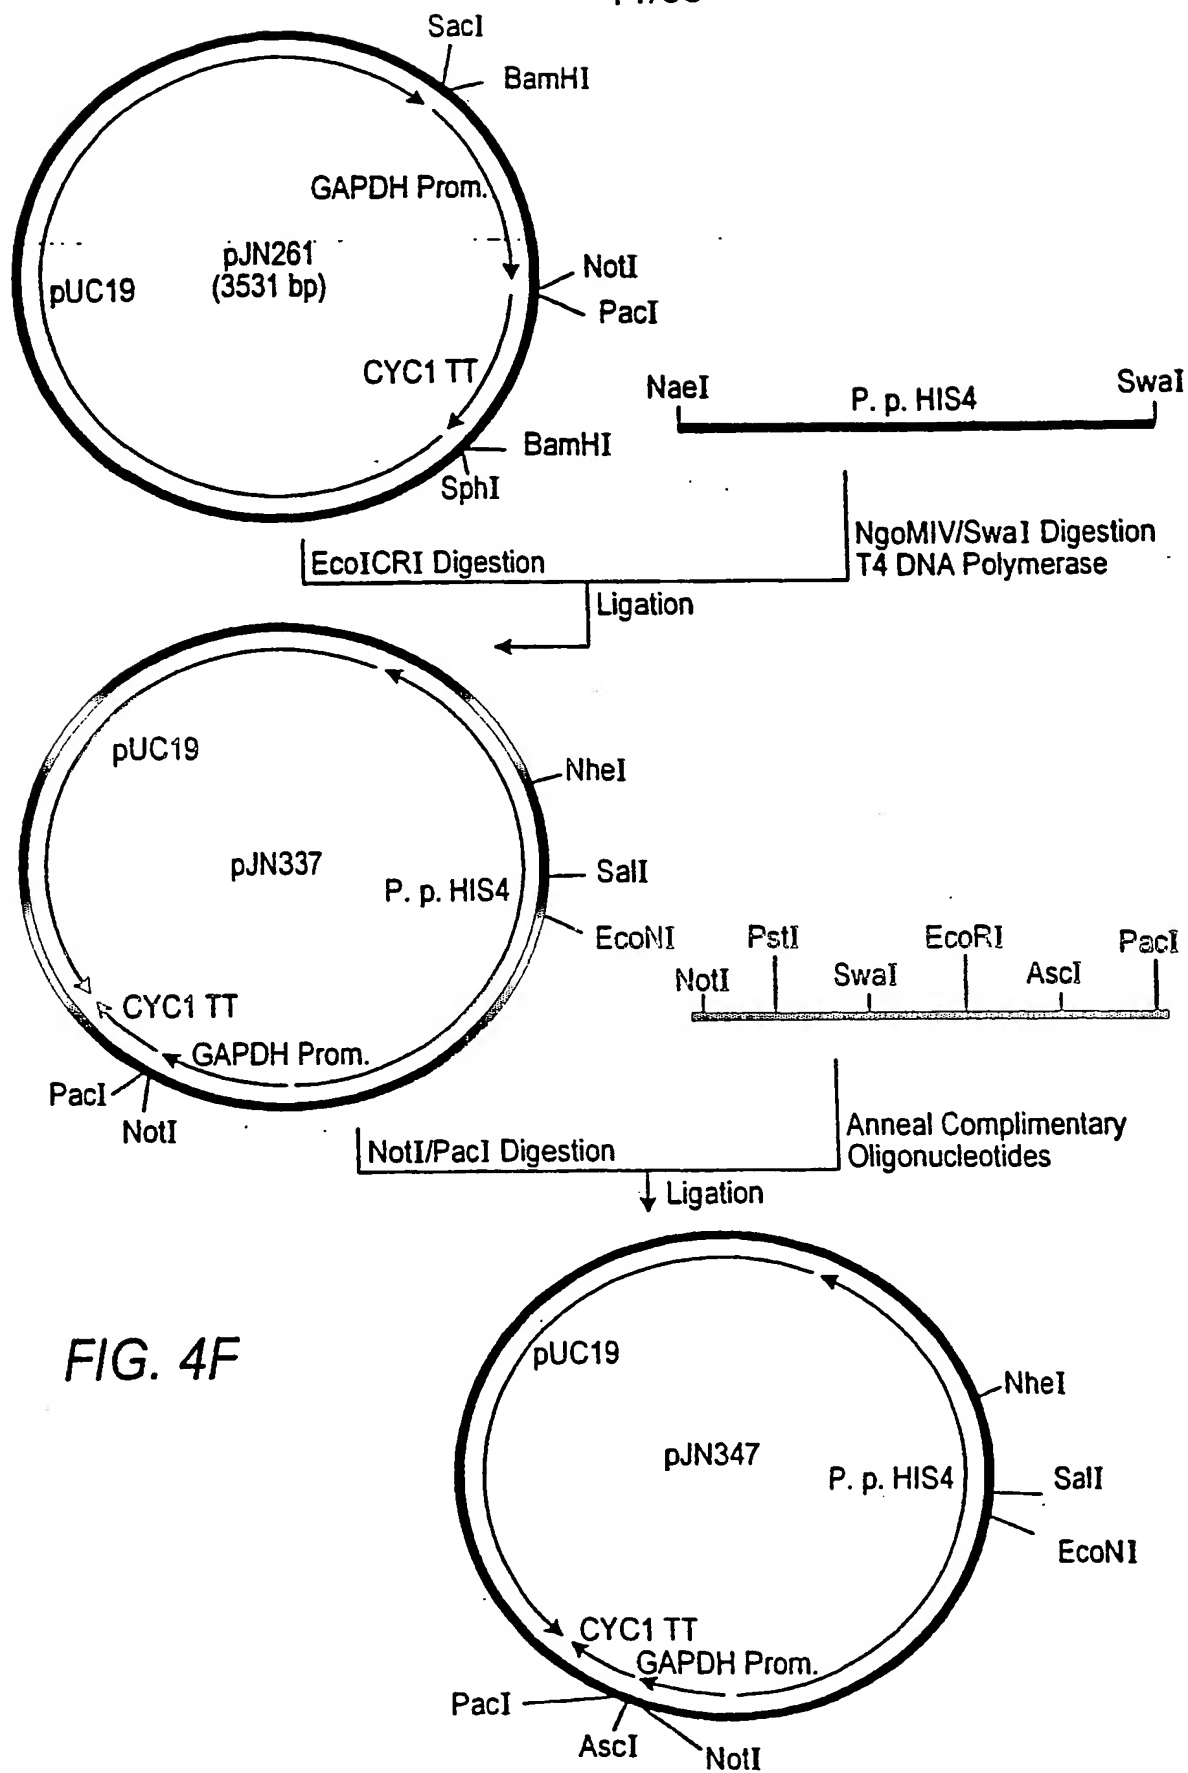 SacI
BamHI
GAPDH Prom.
pJN261
(3531 bp)
pUC19
NotI
PacI
CYC1 TT
NaeI
P. p. HIS4
SwaI
BamHI
SphI
EcoICRI Digestion
NgoMIV/SwaI Digestion
T4 DNA Polymerase
Ligation
pUC19
NheI
pJN337
P. p. HIS4
SalI
EcoNI
CYC1 TT
GAPDH Prom.
PacI
NotI
NotI
PstI
SwaI
EcoRI
AscI
PacI
NotI/PacI Digestion
Anneal Complimentary
Oligonucleotides
Ligation
FIG. 4F
pUC19
NheI
pJN347
P. p. HIS4
SalI
EcoNI
CYC1 TT
GAPDH Prom.
PacI
AscI
NotI